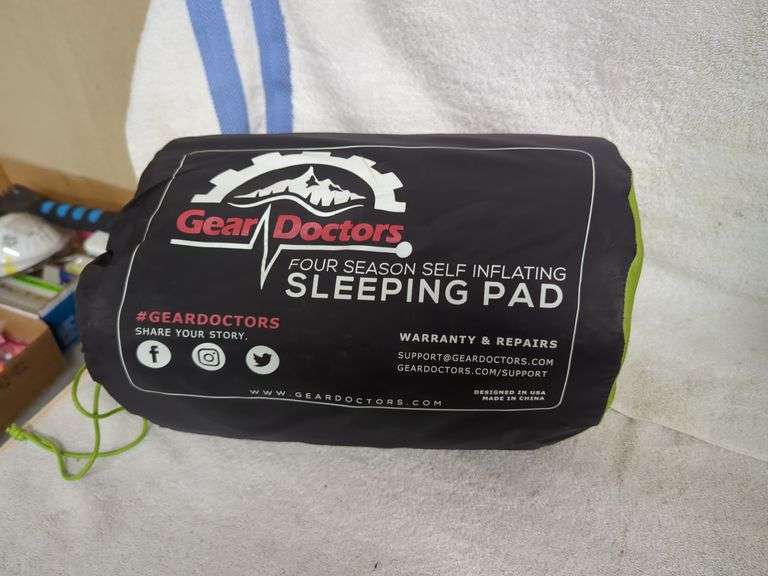 Gear Doctors
FOUR SEASON SELF INFLATING
SLEEPING PAD
#GEARDOCTORS
SHARE YOUR STORY.
WARRANTY & REPAIRS
SUPPORT@GEARDOCTORS.COM
GEARDOCTORS.COM/SUPPORT
DESIGNED IN USA
MADE IN CHINA
WWW.GEARDOCTORS.COM